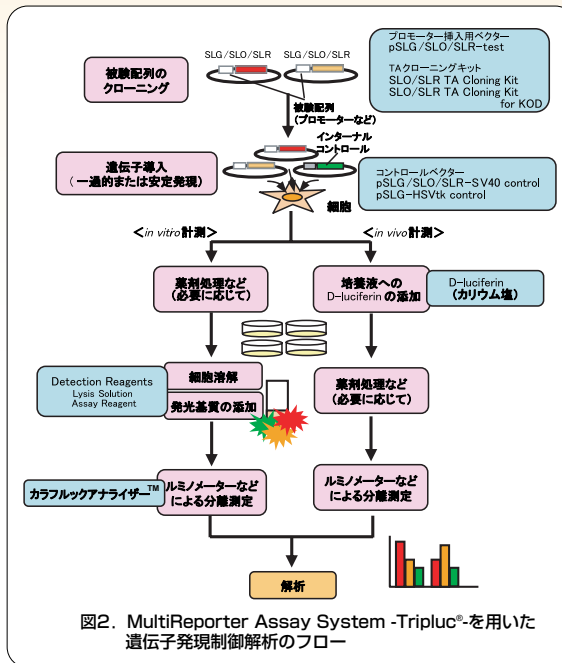 SLG/SLO/SLR
SLG/SLO/SLR
被験配列の
クローニング
プロモーター挿入用ベクター
pSLG/SLO/SLR-test
TAクローニングキット
SLO/SLR TA Cloning Kit
SLO/SLR TA Cloning Kit
for KOD
被験配列
(プロモーターなど)
インターナル
コントロール
遺伝子導入
(一過的または安定発現)
細胞
コントロールベクター
pSLG/SLO/SLR-SV40 control
pSLG-HSVtk control
<in vitro計測>
<in vivo計測>
薬剤処理など
(必要に応じて)
培養液への
D-luciferin の添加
D-luciferin
(カリウム塩)
Detection Reagents
Lysis Solution
Assay Reagent
細胞溶解
発光基質の添加
薬剤処理など
(必要に応じて)
カラフルックアナライザー™
ルミノメーターなど
による分離測定
ルミノメーターなど
による分離測定
解析
図2. MultiReporter Assay System -Tripluc®-を用いた
遺伝子発現制御解析のフロー